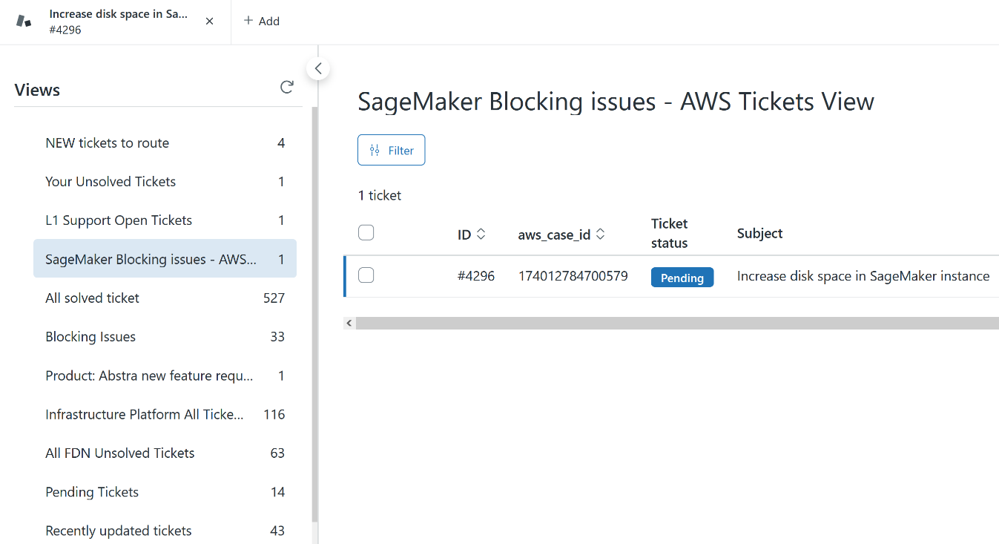 Increase disk space in Sa...
#4296
+ Add
Views
NEW tickets to route 4
Your Unsolved Tickets 1
L1 Support Open Tickets 1
SageMaker Blocking issues - AWS... 1
All solved ticket 527
Blocking Issues 33
Product: Abstra new feature requ... 1
Infrastructure Platform All Ticke... 116
All FDN Unsolved Tickets 63
Pending Tickets 14
Recently updated tickets 43
SageMaker Blocking issues - AWS Tickets View
Filter
1 ticket
ID aws_case_id Ticket status Subject
#4296 174012784700579 Pending Increase disk space in SageMaker instance